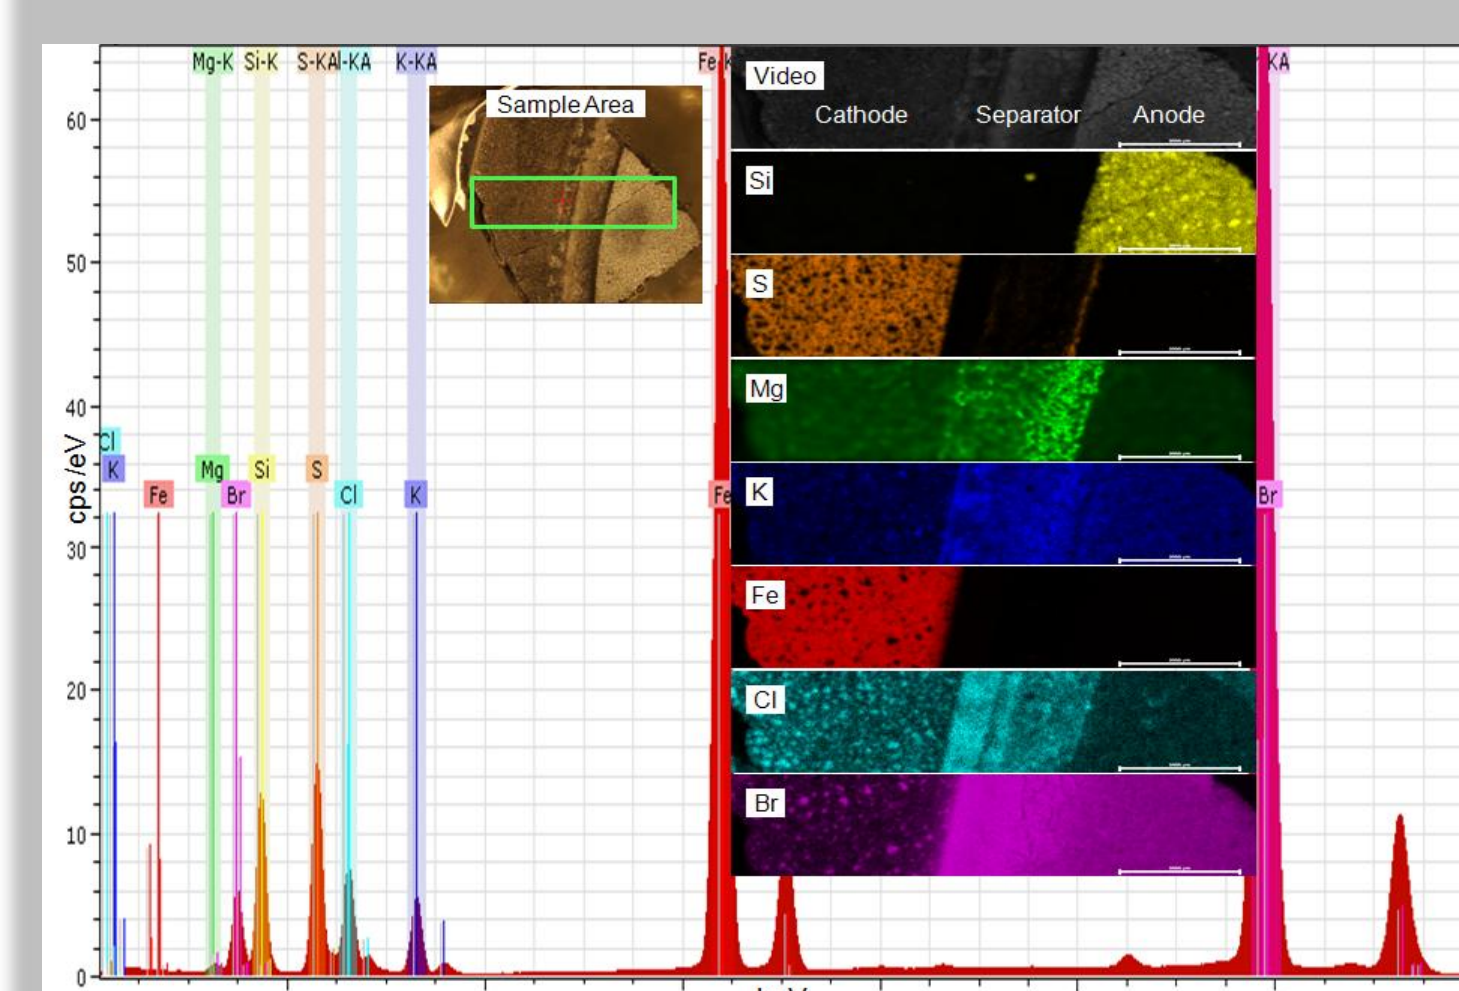 Mg-K Si-K S-KA l-KA K-KA Fe K KA
Sample Area
Video
Cathode Separator Anode
Si
S
Mg
K
Fe
Cl
Br
60
50
40
30
20
10
0
cps/eV
Cl
K Mg Si S
Fe Br Cl K Fe Br